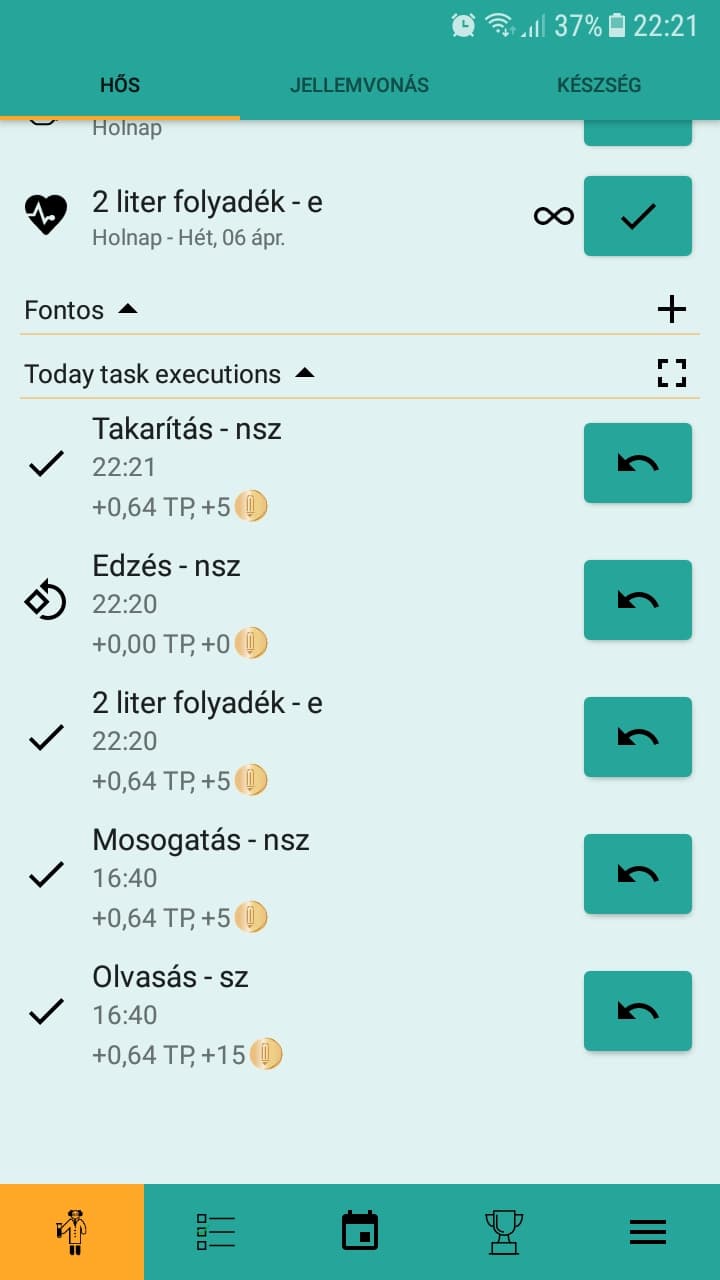 37% 22:21
HŐS JELLEMVONÁS KÉSZSÉG
Holnap
2 liter folyadék - e
Holnap - Hét, 06 ápr.
Fontos
Today task executions
Takarítás - nsz
22:21
+0,64 TP, +5
Edzés - nsz
22:20
+0,00 TP, +0
2 liter folyadék - e
22:20
+0,64 TP, +5
Mosogatás - nsz
16:40
+0,64 TP, +5
Olvasás - sz
16:40
+0,64 TP, +15